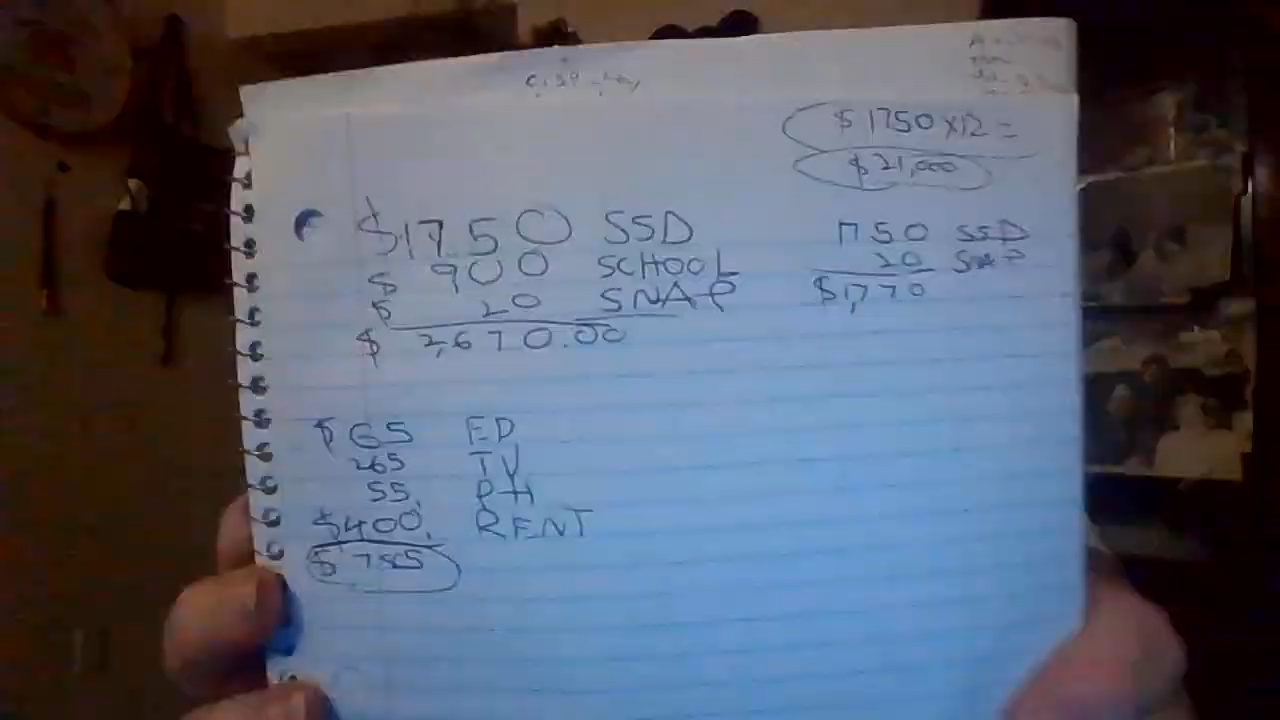 $1750 x12 =
$21,000
$1750 SSD
$ 900 SCHOOL
$ 20 SNAP
$ 2,670.00
1750 SSD
20 SNAP
$1,770
$65 ED
265 TV
55. PH
$400. RENT
$785